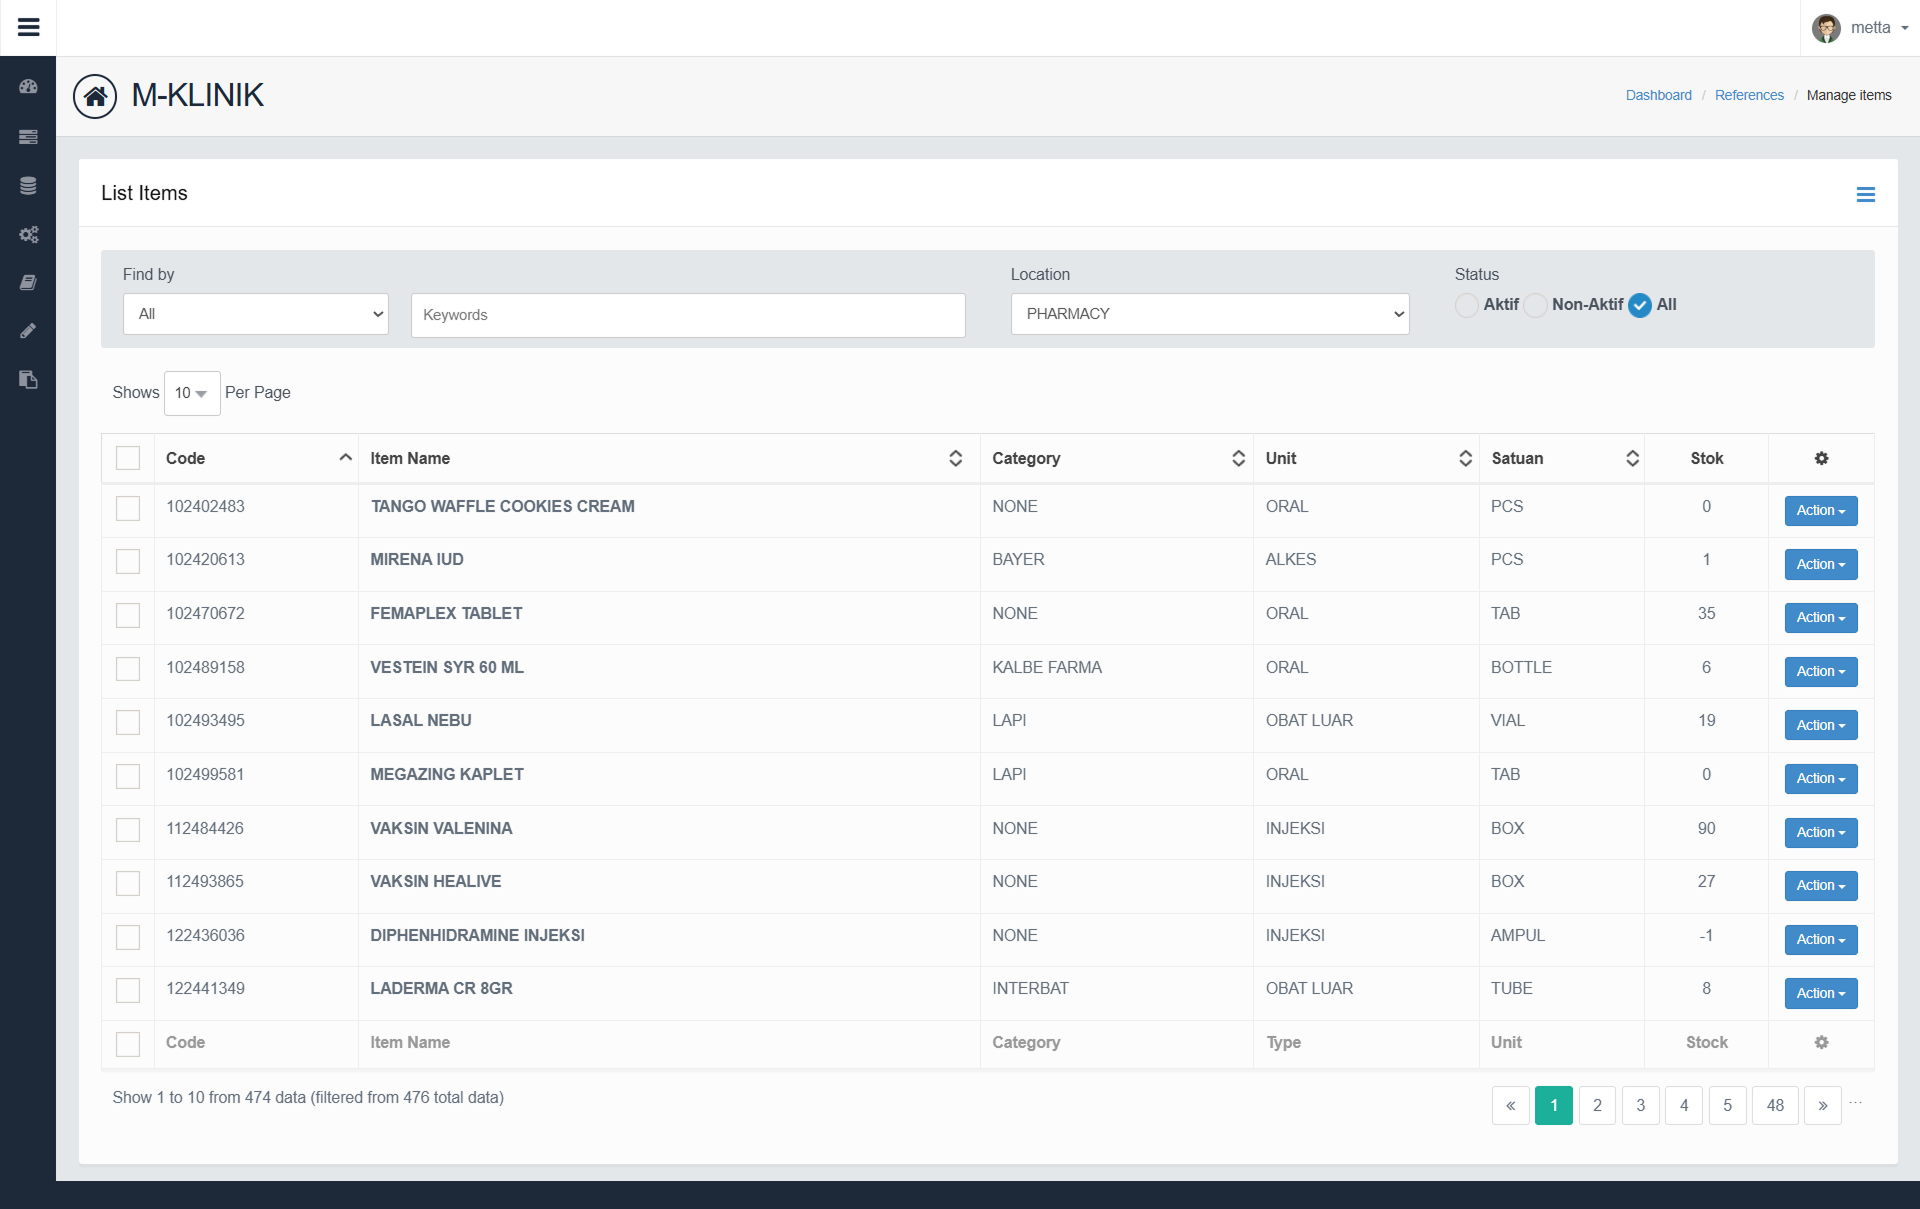 metta
M-KLINIK
Dashboard / References / Manage items
List Items
Find by
Location
Status
All
Keywords
PHARMACY
Aktif Non-Aktif All
Shows 10 Per Page
Code Item Name Category Unit Satuan Stok
102402483 TANGO WAFFLE COOKIES CREAM NONE ORAL PCS 0 Action
102420613 MIRENA IUD BAYER ALKES PCS 1 Action
102470672 FEMAPLEX TABLET NONE ORAL TAB 35 Action
102489158 VESTEIN SYR 60 ML KALBE FARMA ORAL BOTTLE 6 Action
102493495 LASAL NEBU LAPI OBAT LUAR VIAL 19 Action
102499581 MEGAZING KAPLET LAPI ORAL TAB 0 Action
112484426 VAKSIN VALENINA NONE INJEKSI BOX 90 Action
112493865 VAKSIN HEALIVE NONE INJEKSI BOX 27 Action
122436036 DIPHENHIDRAMINE INJEKSI NONE INJEKSI AMPUL -1 Action
122441349 LADERMA CR 8GR INTERBAT OBAT LUAR TUBE 8 Action
Code Item Name Category Type Unit Stock
Show 1 to 10 from 474 data (filtered from 476 total data)
« 1 2 3 4 5 48 » ...